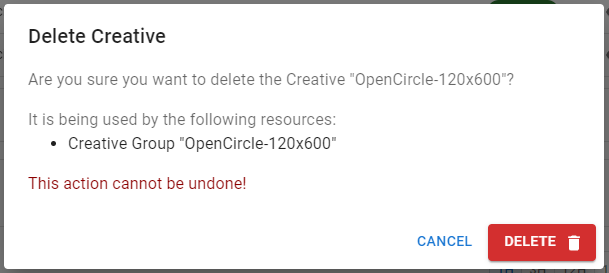 Delete Creative
Are you sure you want to delete the Creative "OpenCircle-120x600"?
It is being used by the following resources:
• Creative Group "OpenCircle-120x600"
This action cannot be undone!
CANCEL
DELETE